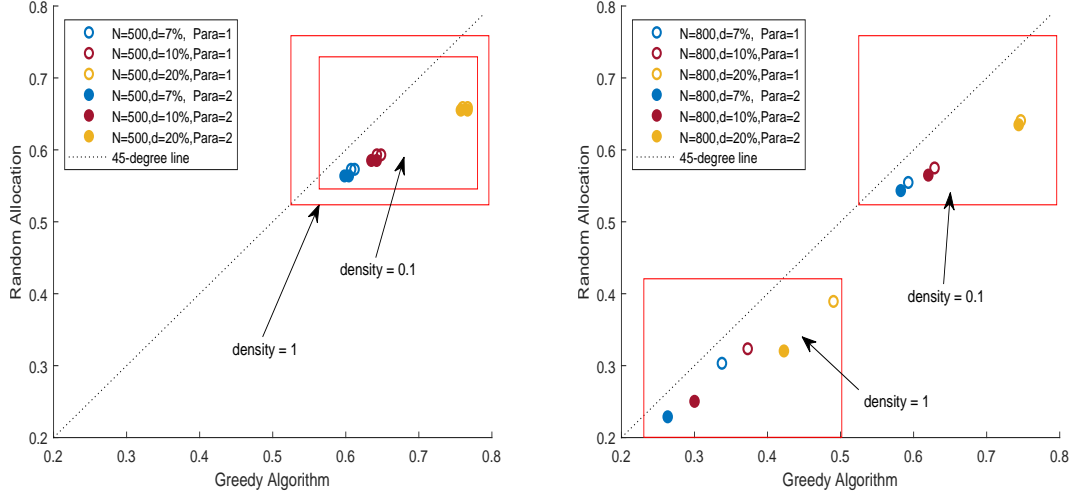 N=500,d=7%, Para=1
N=500,d=10%,Para=1
N=500,d=20%,Para=1
N=500,d=7%, Para=2
N=500,d=10%,Para=2
N=500,d=20%,Para=2
45-degree line
density = 0.1
density = 1
0.8
0.7
0.6
0.5
0.4
0.3
0.2
0.2 0.3 0.4 0.5 0.6 0.7 0.8
Random Allocation
Greedy Algorithm
N=800,d=7%, Para=1
N=800,d=10%,Para=1
N=800,d=20%,Para=1
N=800,d=7%, Para=2
N=800,d=10%,Para=2
N=800,d=20%,Para=2
45-degree line
density = 0.1
density = 1
0.8
0.7
0.6
0.5
0.4
0.3
0.2
0.2 0.3 0.4 0.5 0.6 0.7 0.8
Random Allocation
Greedy Algorithm